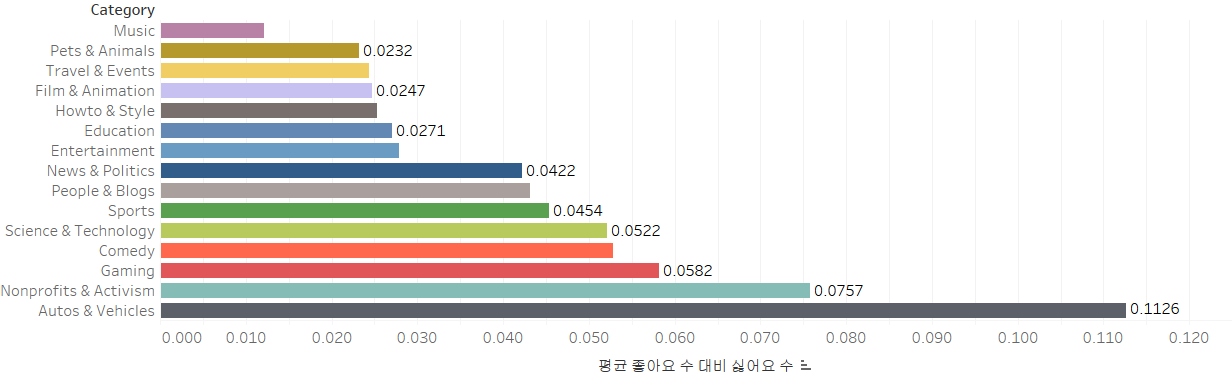 Category
Music
Pets & Animals 0.0232
Travel & Events
Film & Animation 0.0247
Howto & Style
Education 0.0271
Entertainment
News & Politics 0.0422
People & Blogs
Sports 0.0454
Science & Technology 0.0522
Comedy
Gaming 0.0582
Nonprofits & Activism 0.0757
Autos & Vehicles 0.1126
0.000 0.010 0.020 0.030 0.040 0.050 0.060 0.070 0.080 0.090 0.100 0.110 0.120
평균 좋아요 수 대비 싫어요 수